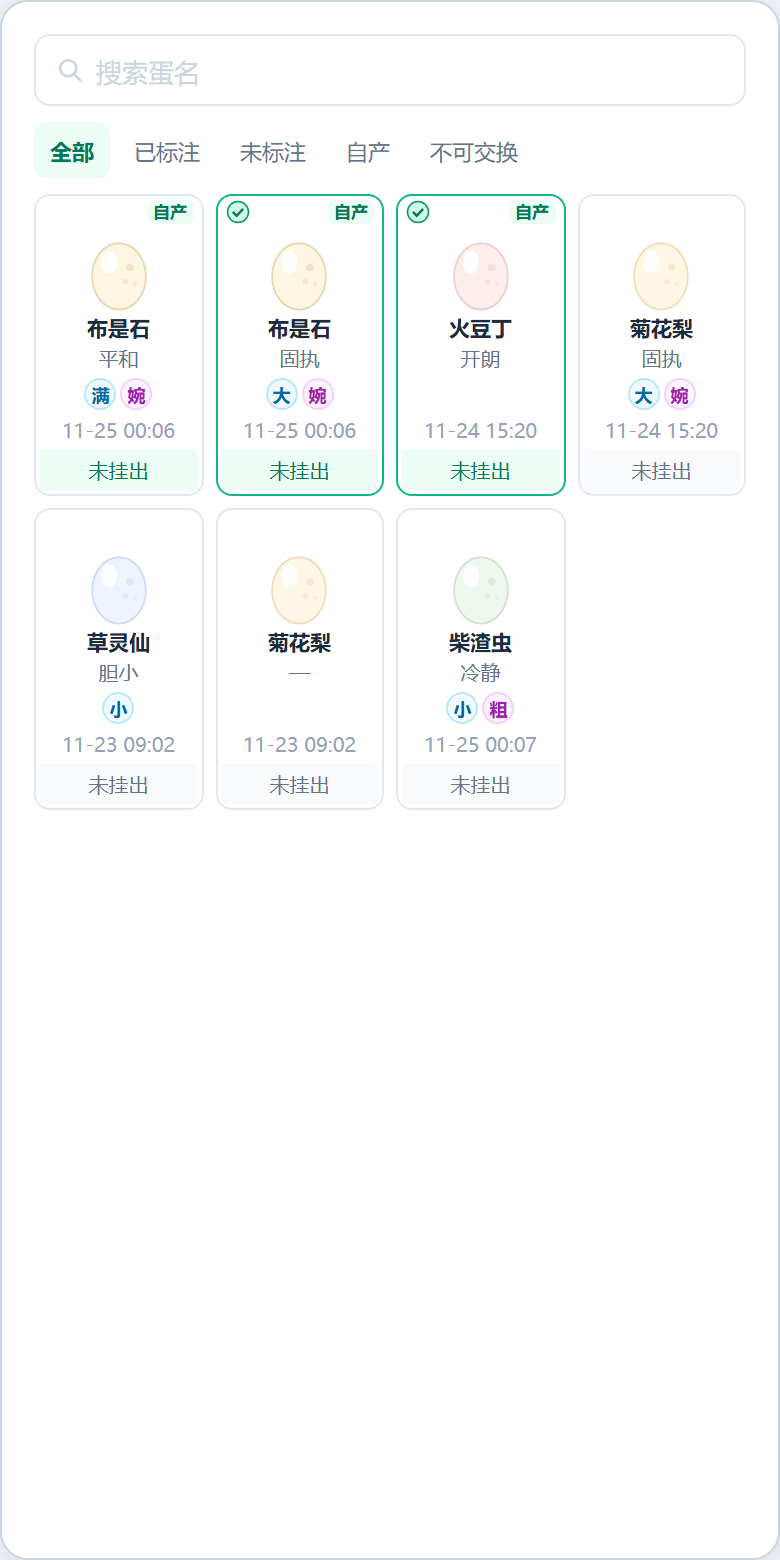 搜索蛋名
全部 已标注 未标注 自产 不可交换
自产
布是石
平和
满 婉
11-25 00:06
未挂出
自产
布是石
固执
大 婉
11-25 00:06
未挂出
自产
火豆丁
开朗
11-24 15:20
未挂出
菊花梨
固执
大 婉
11-24 15:20
未挂出
草灵仙
胆小
小
11-23 09:02
未挂出
菊花梨
—
11-23 09:02
未挂出
柴渣虫
冷静
小 粗
11-25 00:07
未挂出